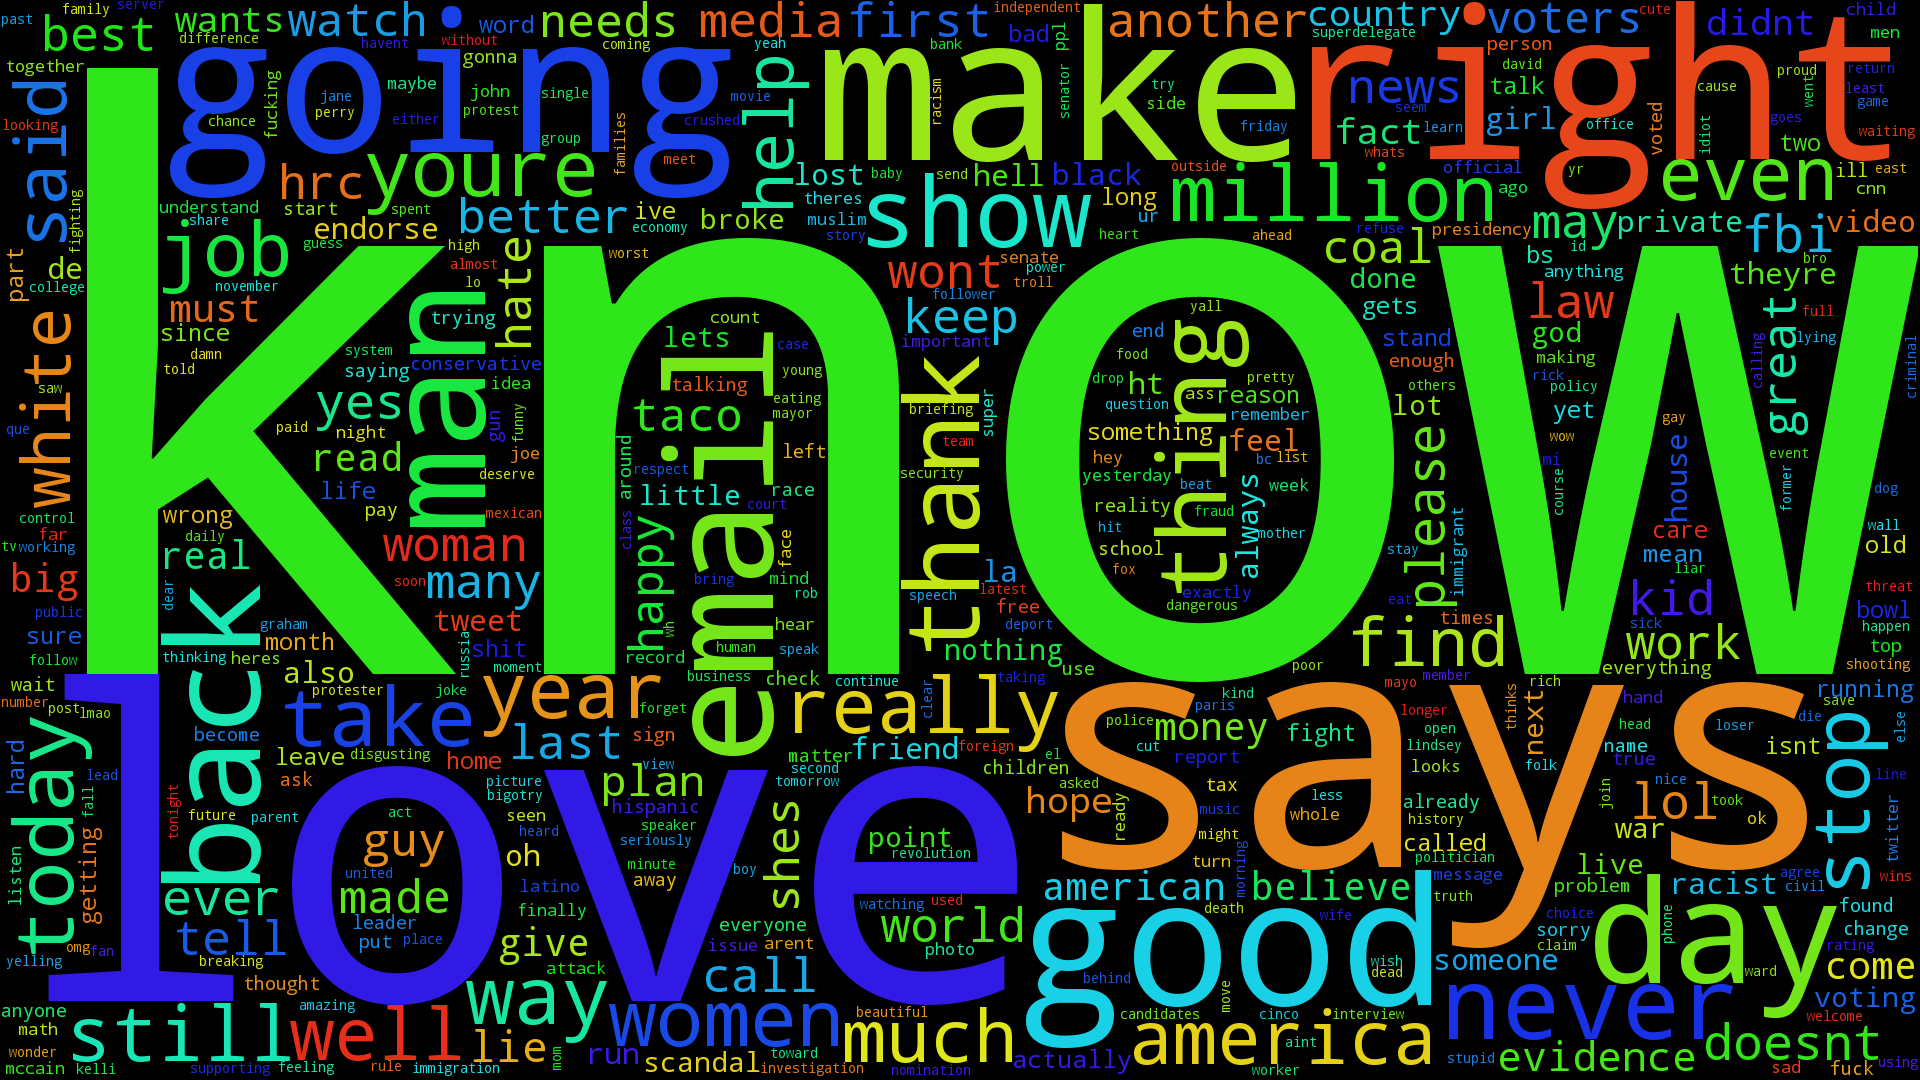 past family server best wants watch word needs media first independent another country voters cute didnt child men
together difference havent without gonna coming yeah bank bad superdelegate person david proud return
going make right
looking said fucking chance jane perry maybe john protest either single group movie crushed meet families help racism senator ppl try side friday news seem learn talk girl fact whats office voted idiot cause went two least game goes waiting
hrc youre lost baby send hell black outside million official yr even ill east cnn ago
understand share start spent better ive economy broke theres muslim story show long ur heart refuse may private presidency fbi video
fighting part de college job november guess endorse high almost lo hate worst wont senate power troll follower ahead coal done gets bs id anything bro theyre
white must since damn told saw que man trying system saying conservative idea lets count case keep important yall end food stand enough god making law rick policy great full lying calling criminal
know
yes night paid read life pay gun funny joe deserve mexican taco talking email young eating mayor left thank briefing super team security thing drop ht question ass pretty reason remember something feel hey yesterday bc list beat week reality fraud hit mother school fox always dangerous exactly others lot yet wow gay mi course house event former dog
control far tv working wrong daily real big public woman many soon tweet class around respect little race court happy face bring mind rob wh human hear speak record la latest speech free deport nothing use stay eat please immigrant find poor times care mean liar kid sick work everything wall old threat bowl happen top shooting
sure follow dear graham month thinking heres also russia shit moment business check continue
wait number post lmao back become protester joke take year forget really taking kind paris mayo member rich hand running save
today hard lead fall tonight leave disgusting ask home last sign view plan matter second tomorrow friend foreign clear el children asked police cut money report tax fight longer open lindsey looks thinks next folk name true head loser isnt die else stop line
love says
listen getting future parent act guy united picture bigotry seen heard oh hispanic speaker seriously minute away boy shes point revolution hope ready music might turn less whole morning already history called politician message truth nice join took lol war ok live problem agree civil twitter wins racist
omg fan yelling ever tell breaking thought made leader put place latino finally give attack everyone issue arent call watching used world photo american believe death wife good behind wish dead someone choice sorry claim phone day ward found change rating come
anyone math wonder mccain kelli still supporting amazing feeling well rule immigration way lie mom women run scandal toward investigation beautiful much nomination actually america candidates move cinco aint worker interview never stupid evidence voting welcome doesnt sad fuck using